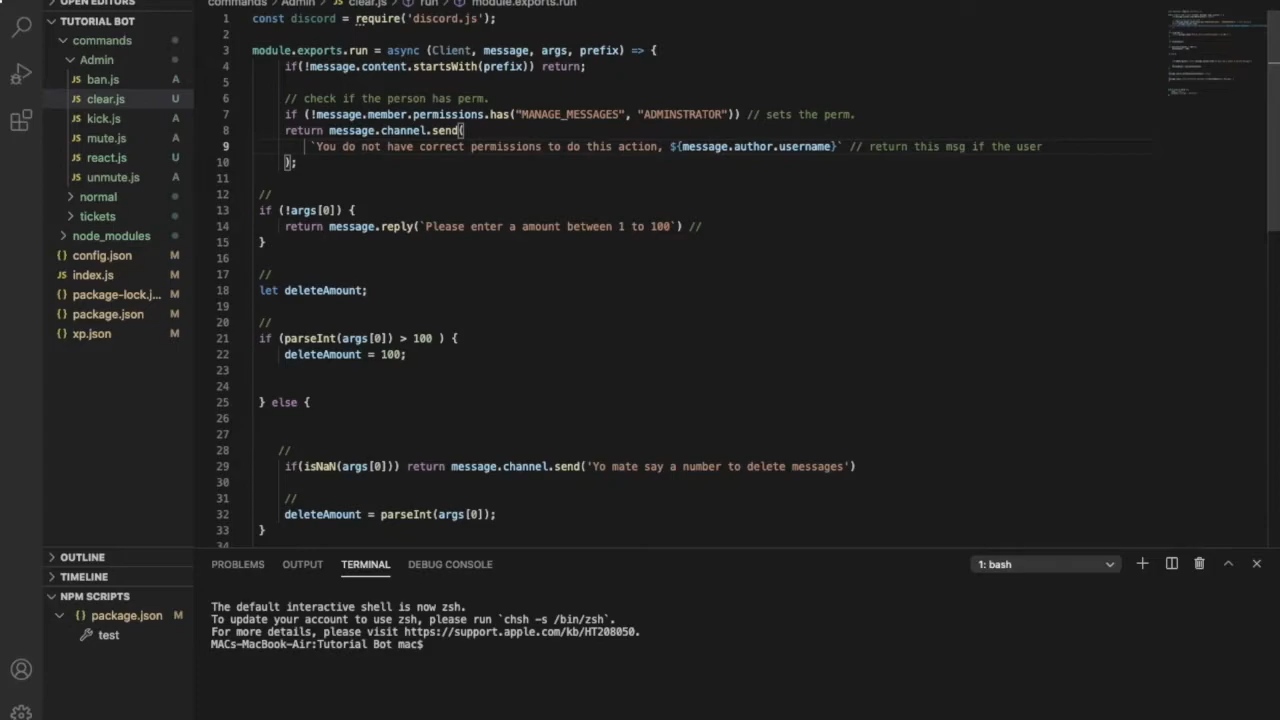 OPEN EDITORS
commands > Admin > JS clear.js > run > module.exports.run
TUTORIAL BOT
commands
Admin
JS ban.js A
JS clear.js U
JS kick.js A
JS mute.js A
JS react.js U
JS unmute.js A
normal
tickets
node_modules
{} config.json M
JS index.js M
{} package-lock.j... M
{} package.json M
{} xp.json M
OUTLINE
TIMELINE
NPM SCRIPTS
{} package.json M
test
1 const discord = require('discord.js');
2
3 module.exports.run = async (Client, message, args, prefix) => {
4 if(!message.content.startsWith(prefix)) return;
5
6 // check if the person has perm.
7 if (!message.member.permissions.has("MANAGE_MESSAGES", "ADMINSTRATOR")) // sets the perm.
8 return message.channel.send(
9 `You do not have correct permissions to do this action, ${message.author.username}` // return this msg if the user
10 );
11
12 //
13 if (!args[0]) {
14 return message.reply(`Please enter a amount between 1 to 100`) //
15 }
16
17 //
18 let deleteAmount;
19
20 //
21 if (parseInt(args[0]) > 100 ) {
22 deleteAmount = 100;
23
24
25 } else {
26
27
28 //
29 if(isNaN(args[0])) return message.channel.send('Yo mate say a number to delete messages')
30
31 //
32 deleteAmount = parseInt(args[0]);
33 }
34
PROBLEMS OUTPUT TERMINAL DEBUG CONSOLE 1: bash
The default interactive shell is now zsh.
To update your account to use zsh, please run `chsh -s /bin/zsh`.
For more details, please visit https://support.apple.com/kb/HT208050.
MACs-MacBook-Air:Tutorial Bot mac$